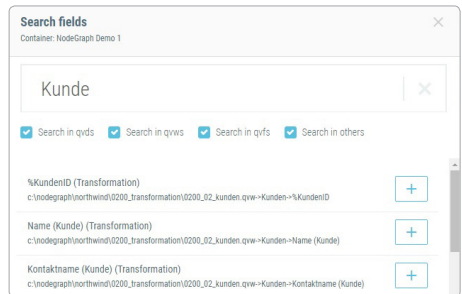 Search fields
Container: NodeGraph Demo 1
Kunde
Search in qvds Search in qvws Search in qvfs Search in others
%KundenID (Transformation)
c:\nodegraph\northwind\0200_transformation\0200_02_kunden.qvw->Kunden->%KundenID
Name (Kunde) (Transformation)
c:\nodegraph\northwind\0200_transformation\0200_02_kunden.qvw->Kunden->Name (Kunde)
Kontaktname (Kunde) (Transformation)
c:\nodegraph\northwind\0200_transformation\0200_02_kunden.qvw->Kunden->Kontaktname (Kunde)